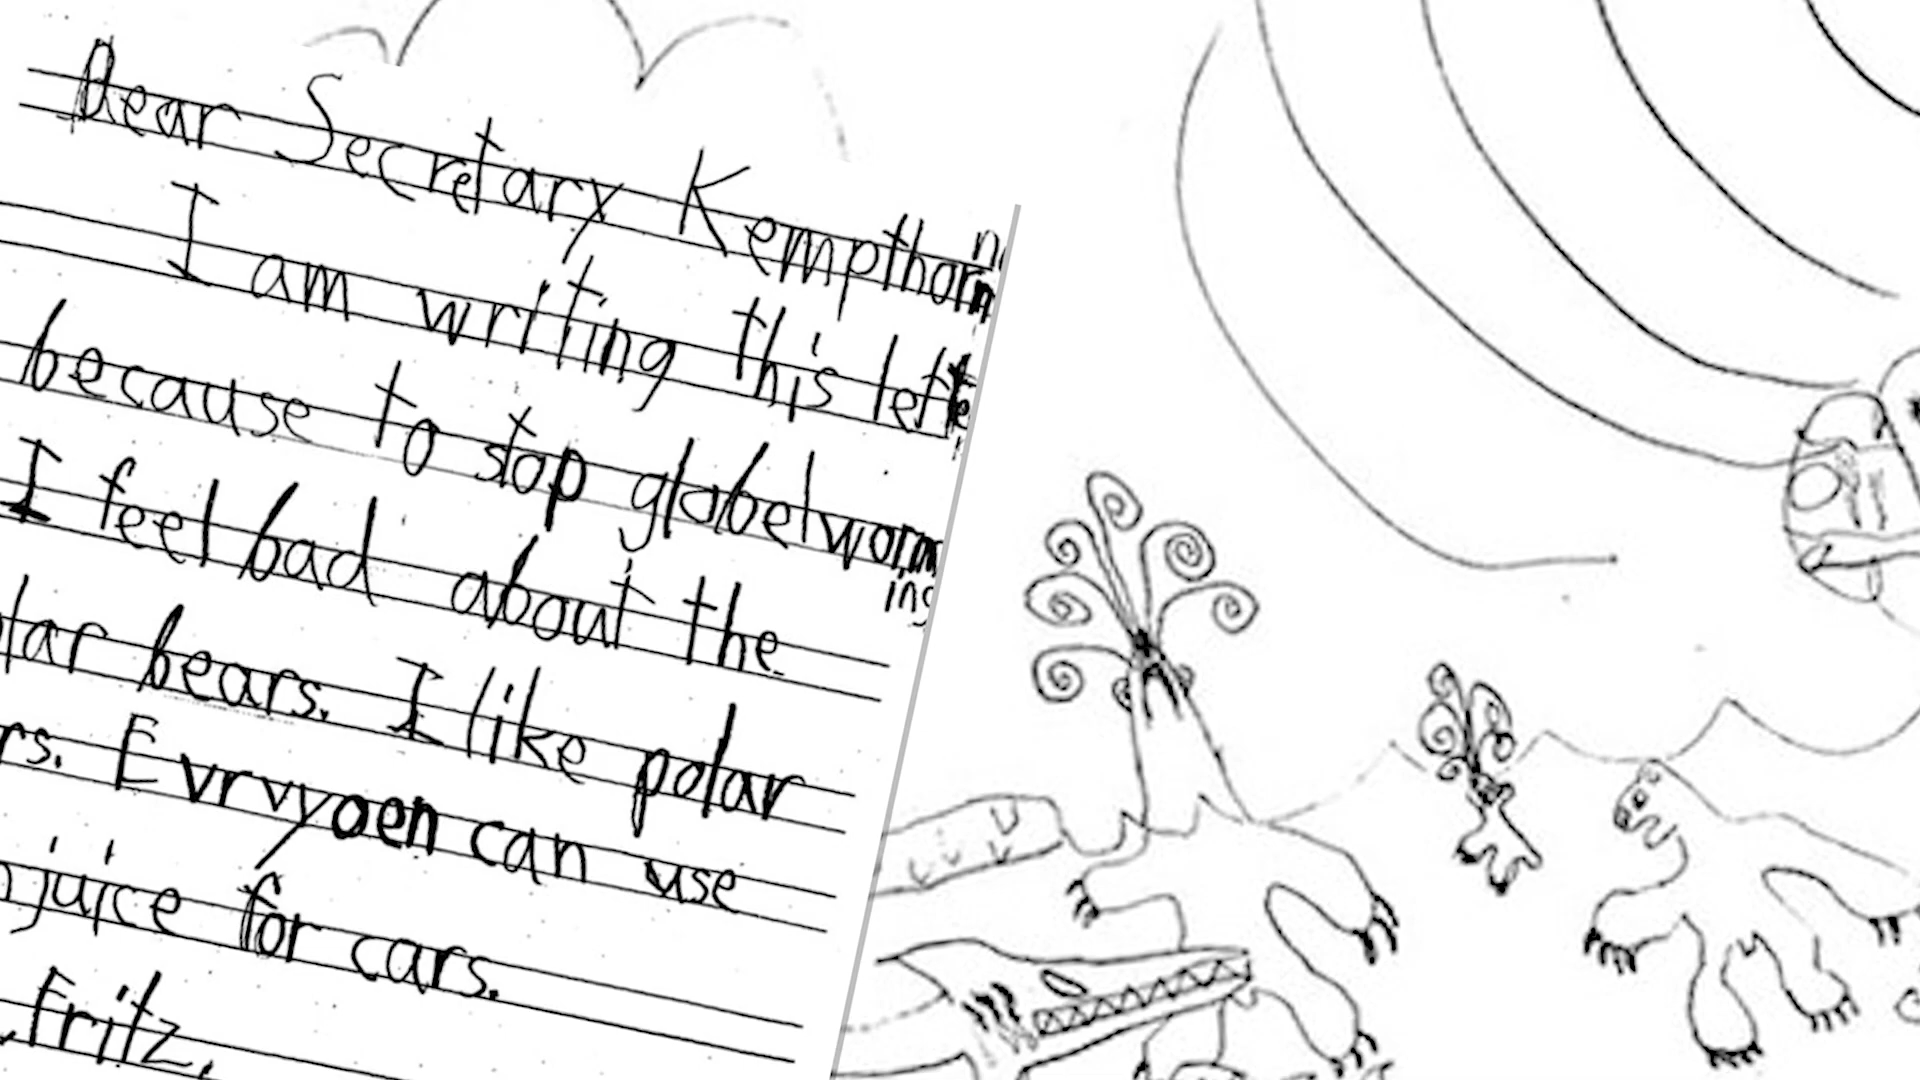 Dear Secretary Kempthorn
I am writing this lette
because to stop globelworm
ing
I feel bad about the
lar bears. I like polar
rs. Evryoen can use
juice for cars.
Fritz.